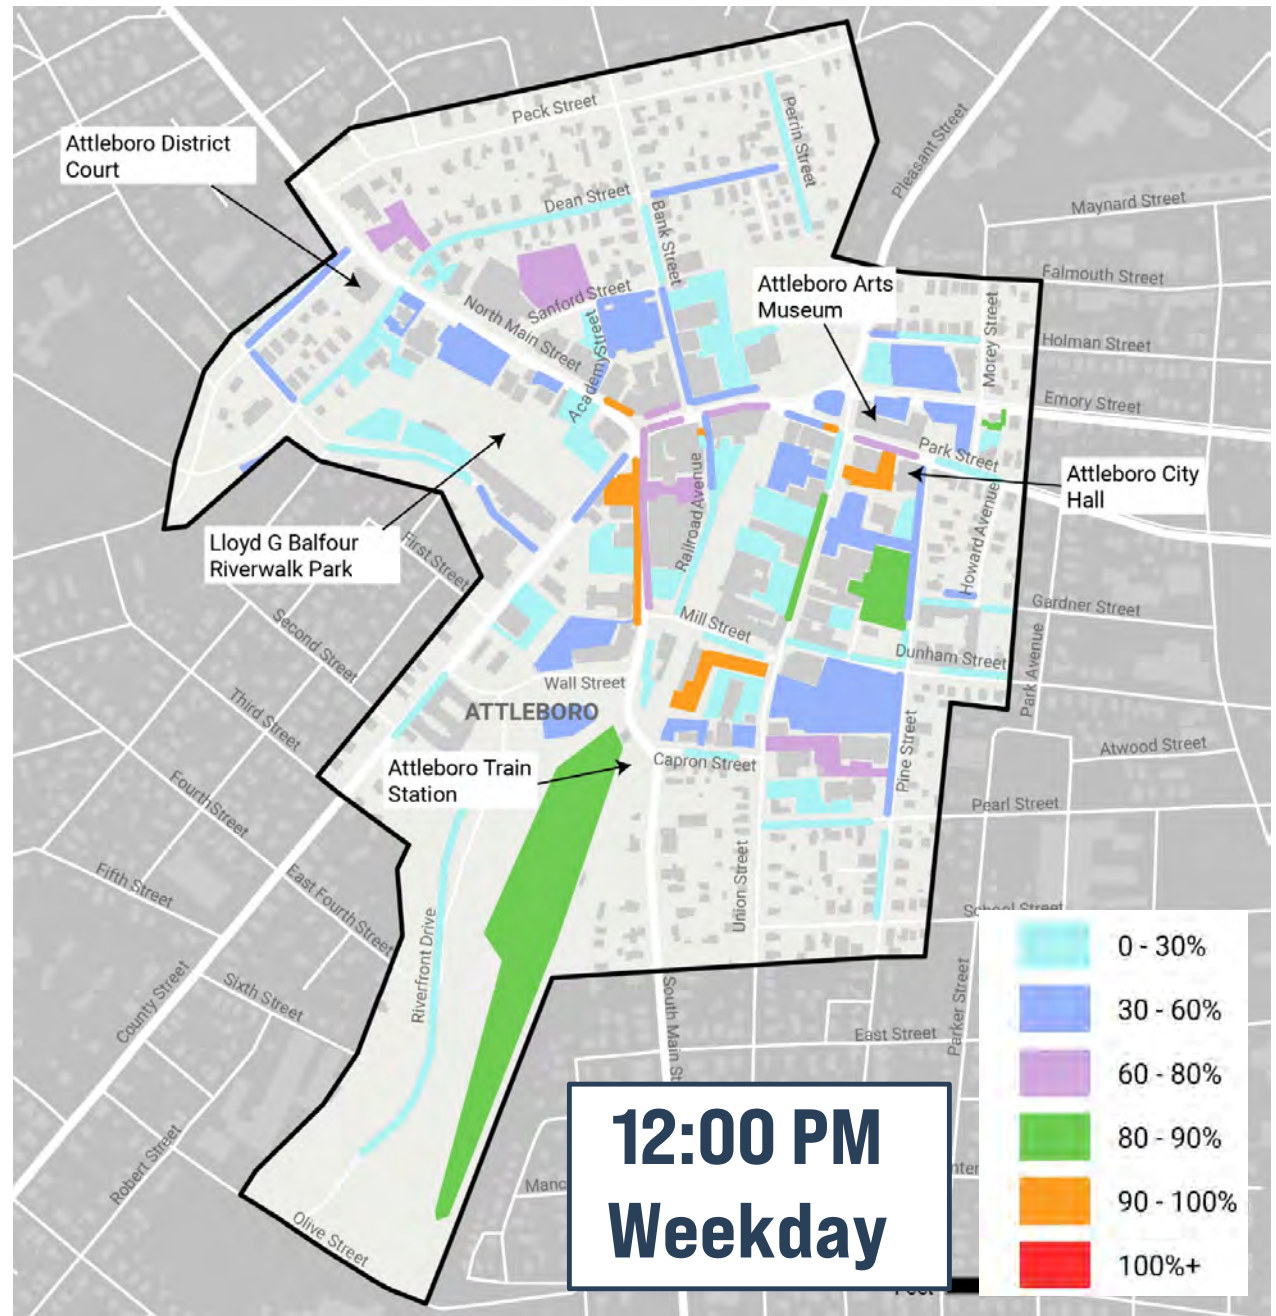 Peck Street
Perrin Street
Pleasant Street
Attleboro District
Court
Dean Street
Bank Street
Maynard Street
Falmouth Street
Attleboro Arts
Museum
Sanford Street
North Main Street
Academy Street
Morey Street
Holman Street
Emory Street
Park Street
Attleboro City
Hall
Railroad Avenue
Howard Avenue
Lloyd G Balfour
Riverwalk Park
First Street
Second Street
Third Street
Fourth Street
Fifth Street
East Fourth Street
Sixth Street
Mill Street
Gardner Street
Dunham Street
Park Avenue
Wall Street
ATTLEBORO
Attleboro Train
Station
Capron Street
Pine Street
Atwood Street
Pearl Street
Union Street
School Street
Riverfront Drive
County Street
South Main St
East Street
Parker Street
Robert Street
Olive Street
12:00 PM
Weekday
0 - 30%
30 - 60%
60 - 80%
80 - 90%
90 - 100%
100%+